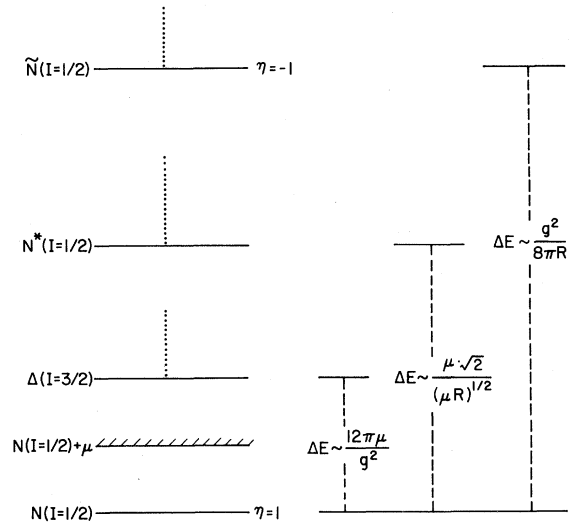 Ñ(I=1/2) η=-1
ΔE~ g²/8πR
N*(I=1/2)
ΔE~ μ·√2/(μR)^1/2
Δ(I=3/2)
N(I=1/2)+μ
ΔE~ 12πμ/g²
N(I=1/2) η=1